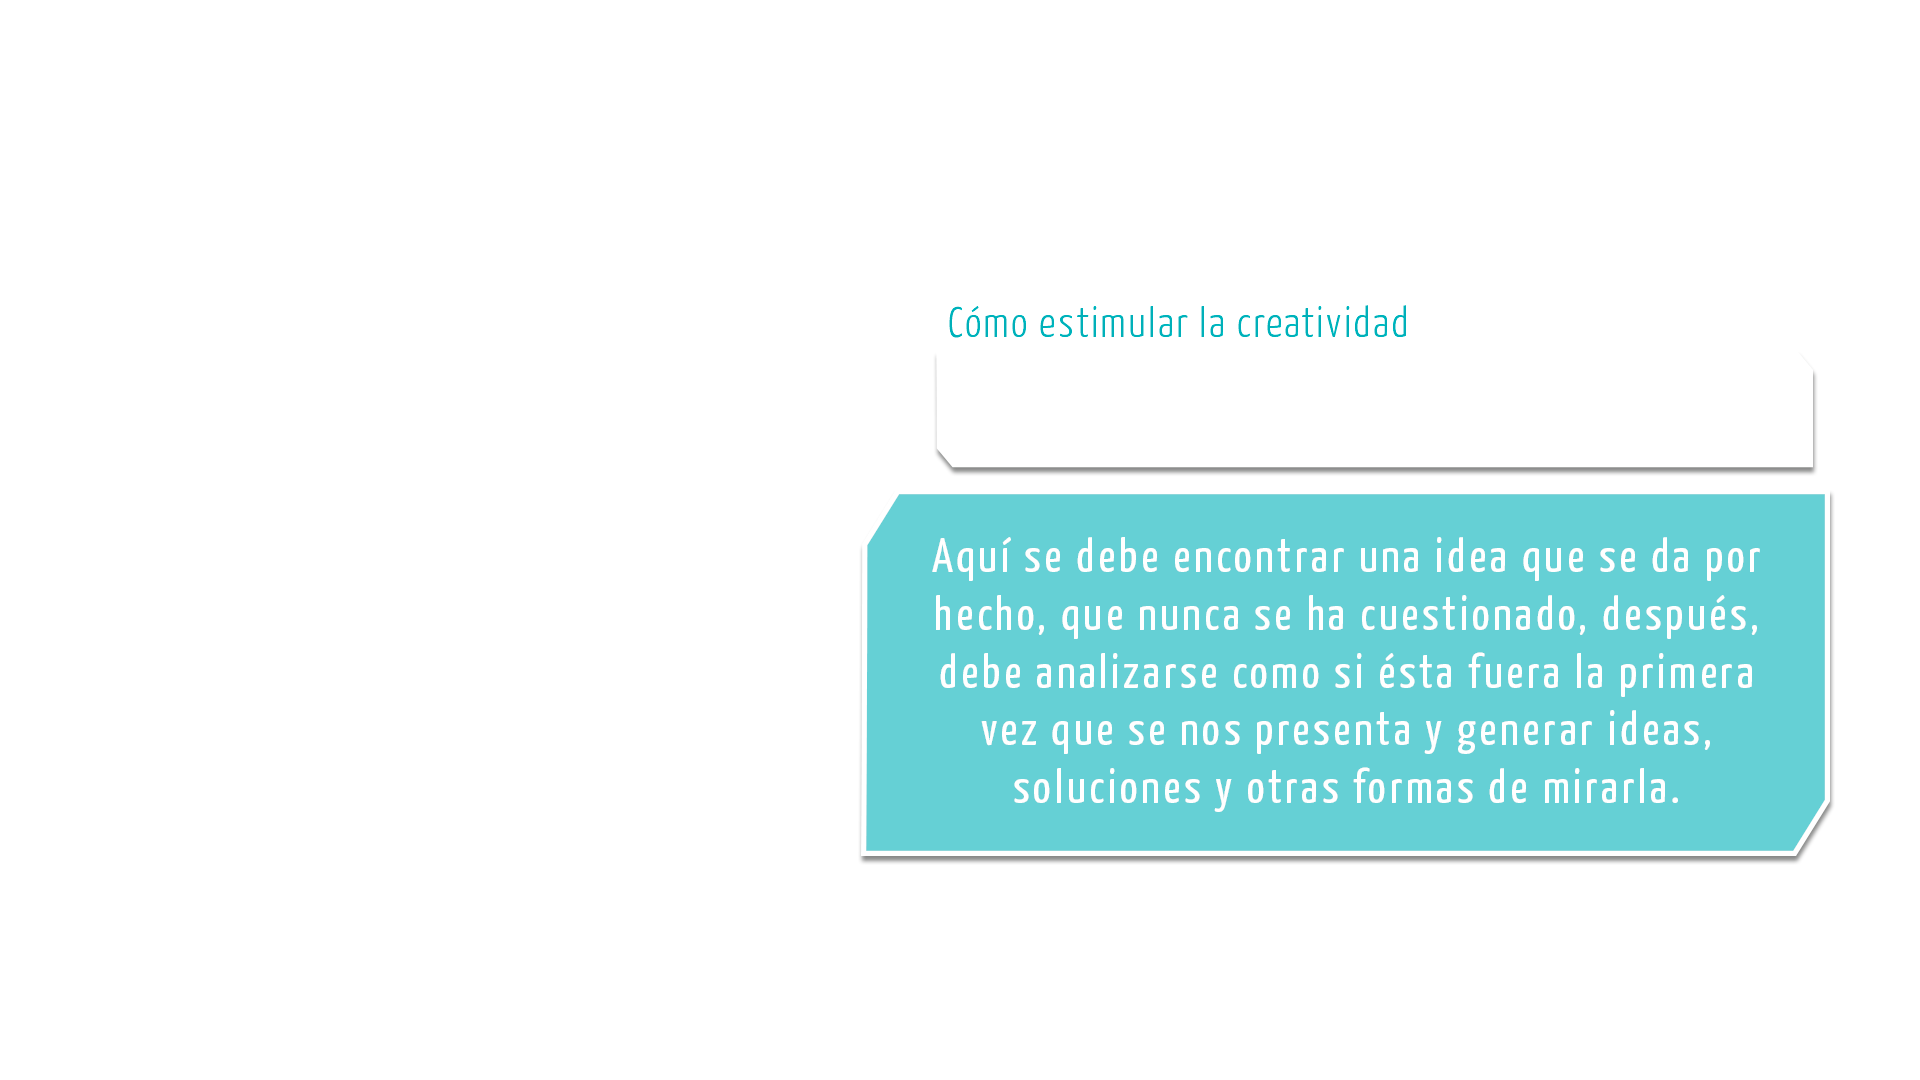 Cómo estimular la creatividad
Aquí se debe encontrar una idea que se da por
hecho, que nunca se ha cuestionado, después,
debe analizarse como si ésta fuera la primera
vez que se nos presenta y generar ideas,
soluciones y otras formas de mirarla.